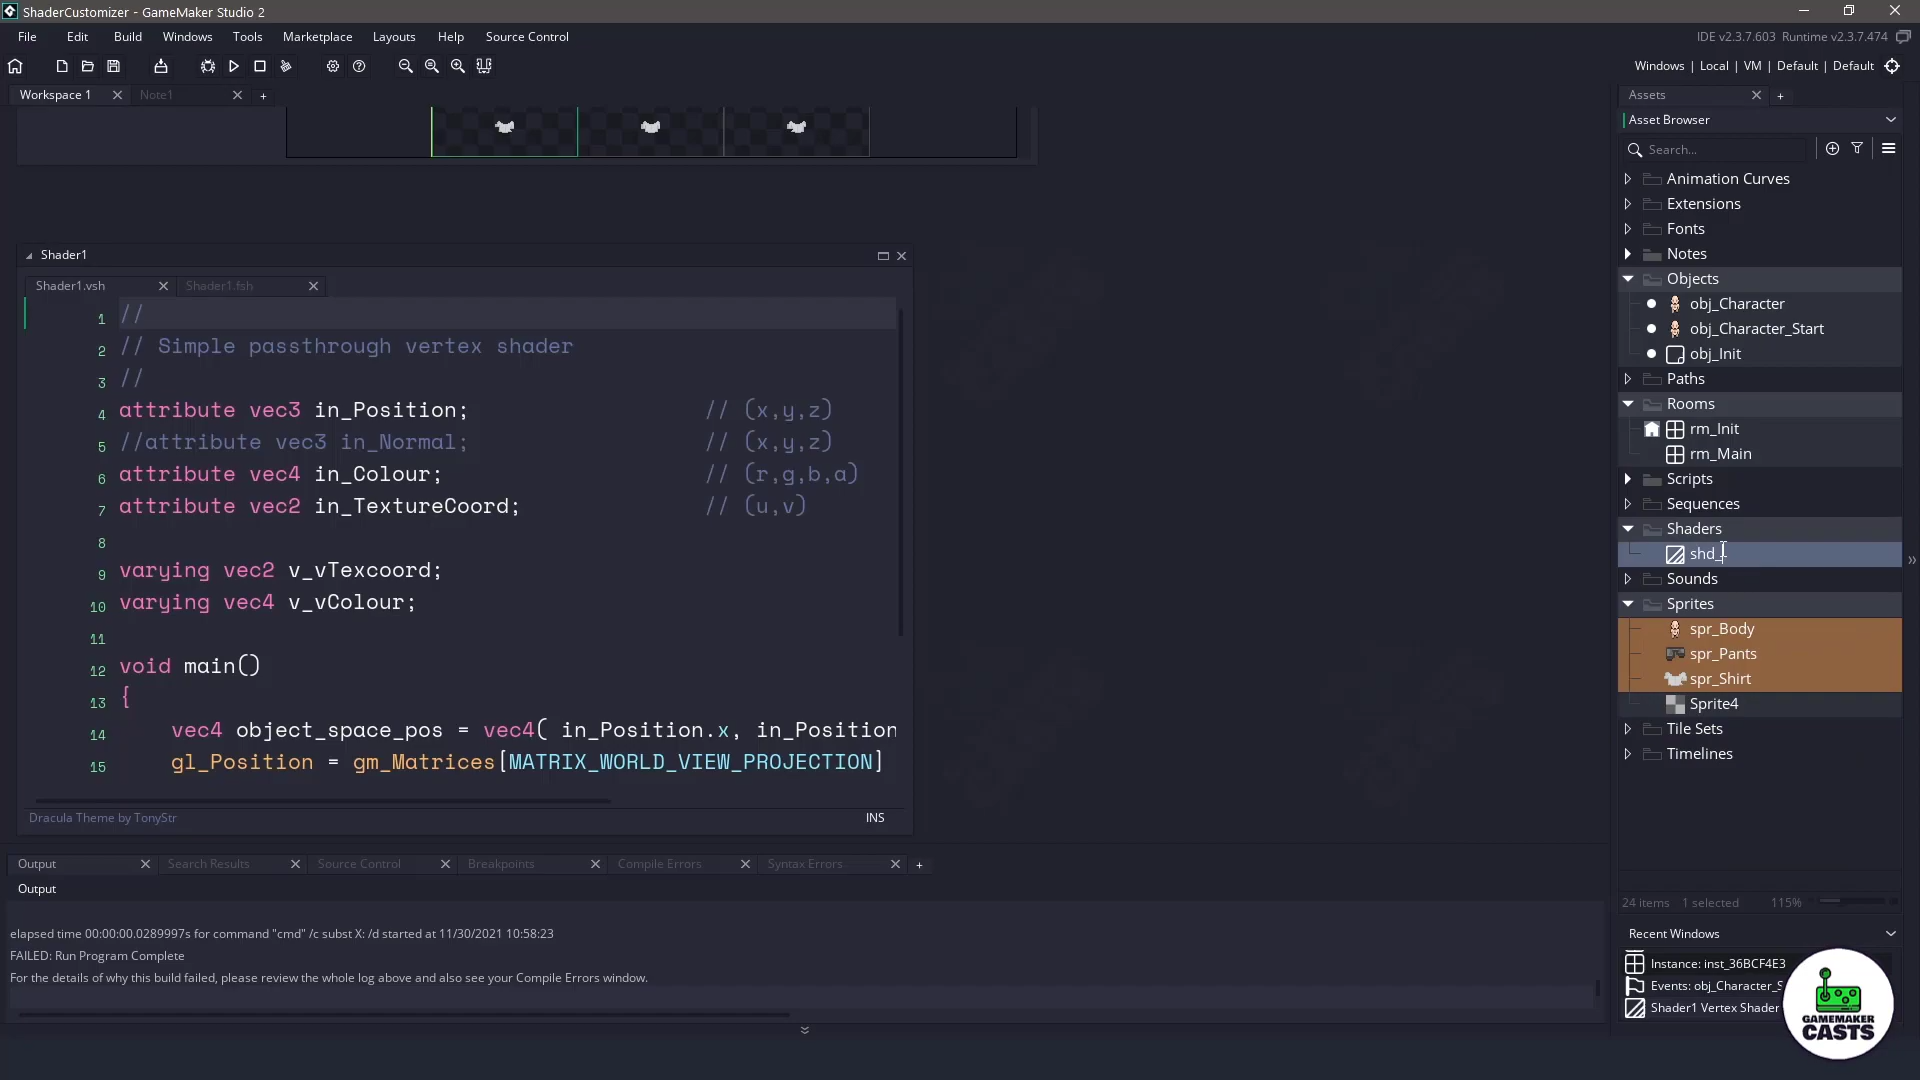 ShaderCustomizer - GameMaker Studio 2
File Edit Build Windows Tools Marketplace Layouts Help Source Control
IDE v2.3.7.603 Runtime v2.3.7.474
Windows | Local | VM | Default | Default
Workspace 1
Note1
Shader1
Shader1.vsh
Shader1.fsh
1 //
2 // Simple passthrough vertex shader
3 //
4 attribute vec3 in_Position; // (x,y,z)
5 //attribute vec3 in_Normal; // (x,y,z)
6 attribute vec4 in_Colour; // (r,g,b,a)
7 attribute vec2 in_TextureCoord; // (u,v)
8
9 varying vec2 v_vTexcoord;
10 varying vec4 v_vColour;
11
12 void main()
13 {
14 vec4 object_space_pos = vec4( in_Position.x, in_Position
15 gl_Position = gm_Matrices[MATRIX_WORLD_VIEW_PROJECTION]
Dracula Theme by TonyStr
INS
Output Search Results Source Control Breakpoints Compile Errors Syntax Errors
Output
elapsed time 00:00:00.0289997s for command "cmd" /c subst X: /d started at 11/30/2021 10:58:23
FAILED: Run Program Complete
For the details of why this build failed, please review the whole log above and also see your Compile Errors window.
Assets
Asset Browser
Search...
Animation Curves
Extensions
Fonts
Notes
Objects
obj_Character
obj_Character_Start
obj_Init
Paths
Rooms
rm_Init
rm_Main
Scripts
Sequences
Shaders
shd_
Sounds
Sprites
spr_Body
spr_Pants
spr_Shirt
Sprite4
Tile Sets
Timelines
24 items 1 selected 115%
Recent Windows
Instance: inst_36BCF4E3
Events: obj_Character_S
Shader1 Vertex Shader
GAMEMAKER
CASTS